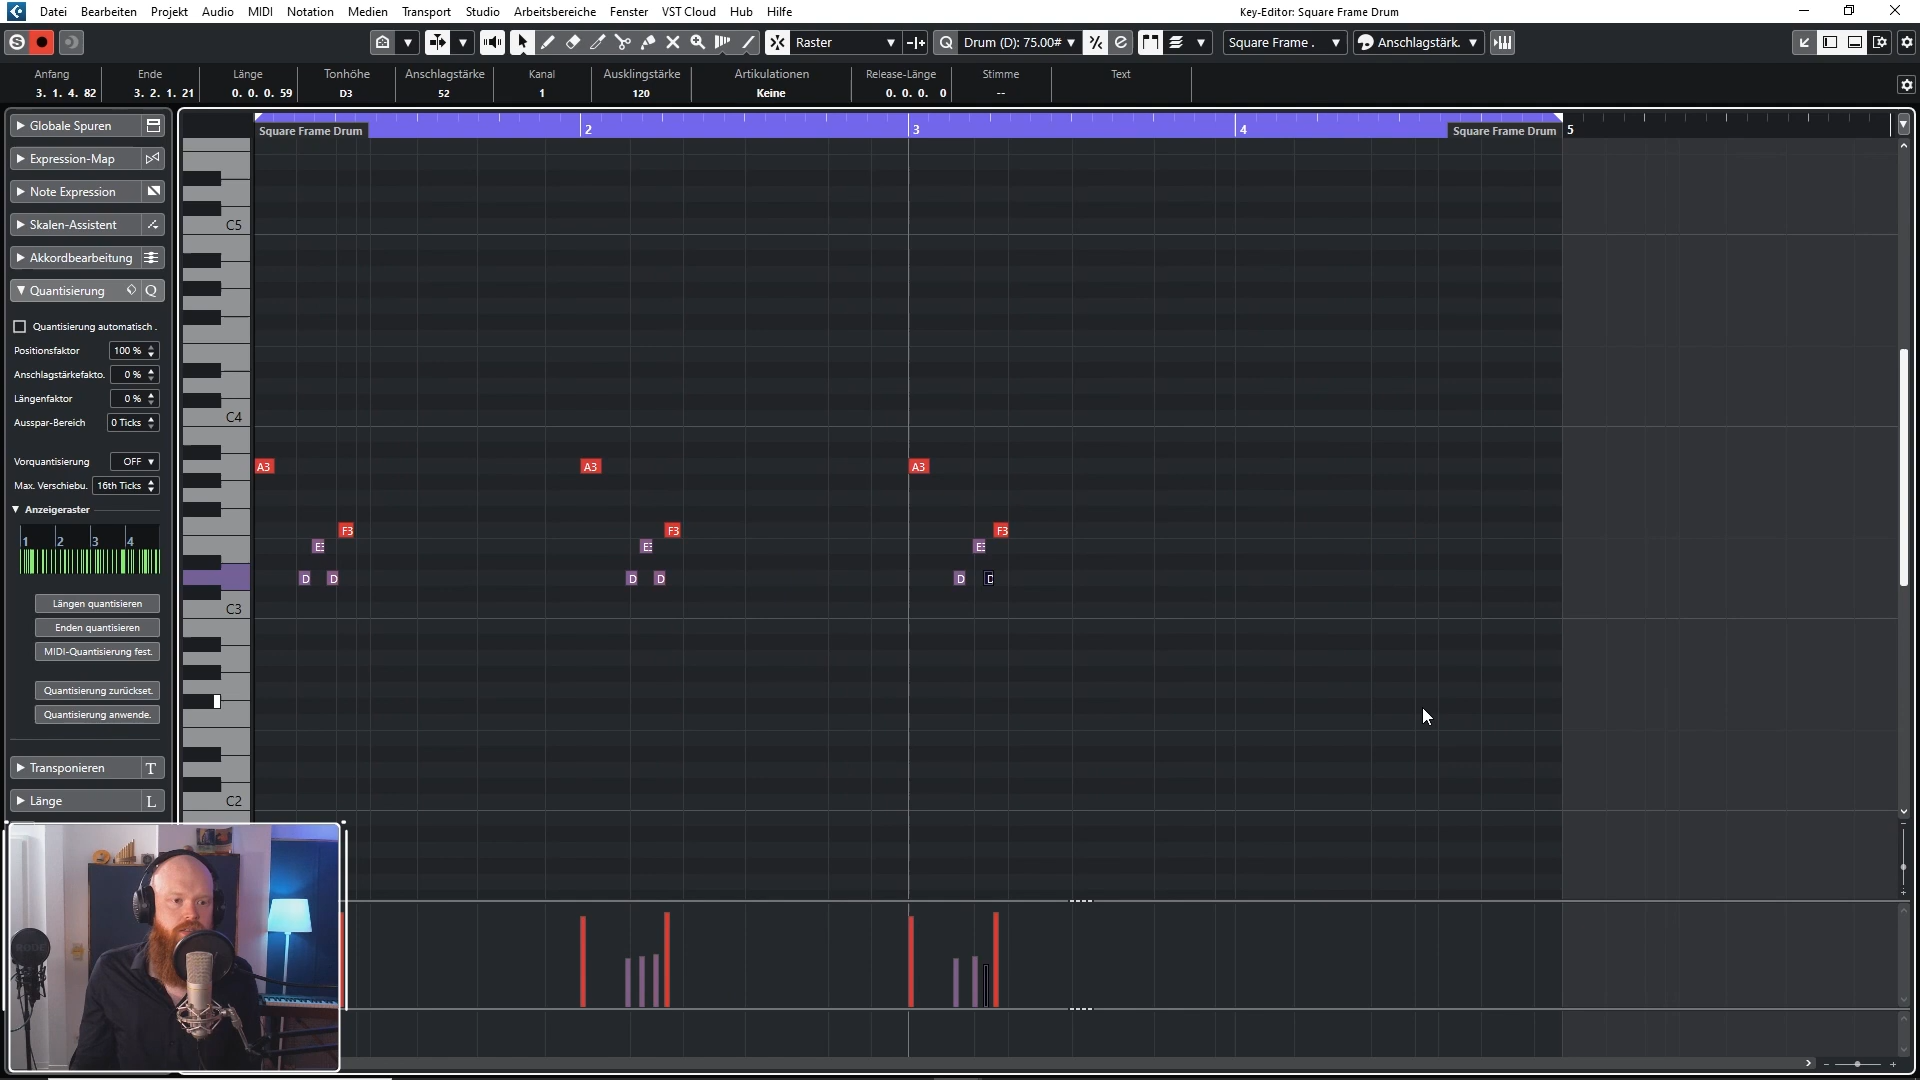 Datei Bearbeiten Projekt Audio MIDI Notation Medien Transport Studio Arbeitsbereiche Fenster VST Cloud Hub Hilfe Key-Editor: Square Frame Drum
Raster Drum (D): 75.00# Square Frame . Anschlagstärk.
Anfang Ende Länge Tonhöhe Anschlagstärke Kanal Ausklingstärke Artikulationen Release-Länge Stimme Text
3. 1. 4. 82 3. 2. 1. 21 0. 0. 0. 59 D3 52 1 120 Keine 0. 0. 0. 0 --
Globale Spuren
Expression-Map
Note Expression
Skalen-Assistent
Akkordbearbeitung
Quantisierung Q
Quantisierung automatisch .
Positionsfaktor 100 %
Anschlagstärkefakto. 0 %
Längenfaktor 0 %
Ausspar-Bereich 0 Ticks
Vorquantisierung OFF
Max. Verschiebu. 16th Ticks
Anzeigeraster
1 2 3 4
Längen quantisieren
Enden quantisieren
MIDI-Quantisierung fest.
Quantisierung zurückset.
Quantisierung anwende.
Transponieren T
Länge L
2 3 4 5
Square Frame Drum Square Frame Drum
C5
C4
A3 A3 A3
F3 F3 F3
D D D D D D
C3
C2
RODE